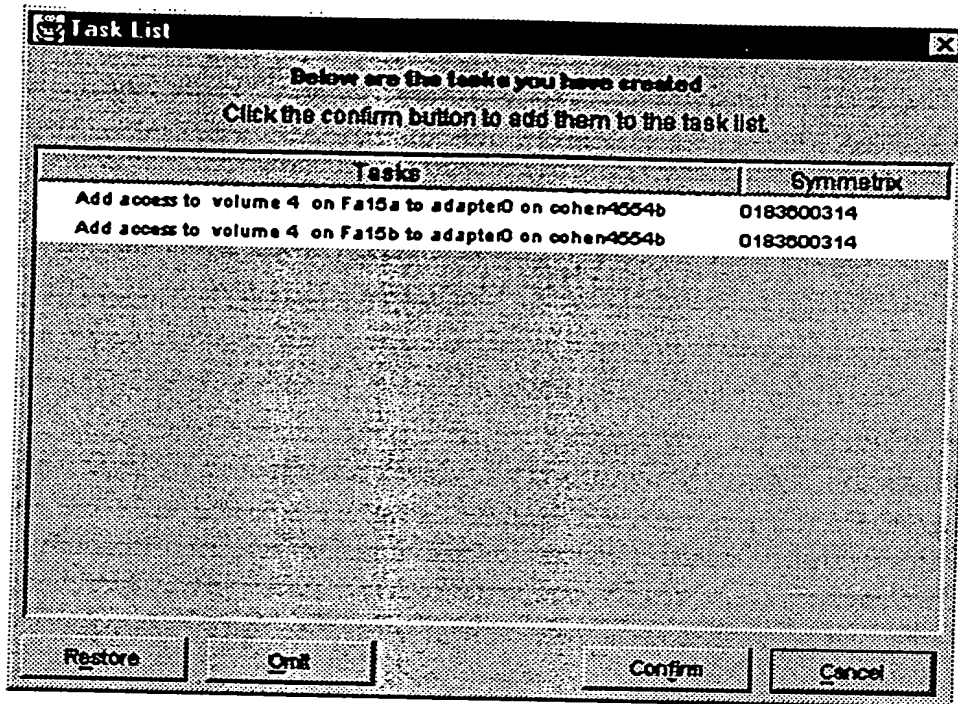 Task List
Below are the tasks you have created
Click the confirm button to add them to the task list.
Tasks Symmetrix
Add access to volume 4 on Fa15a to adapter0 on cohen4554b 0183600314
Add access to volume 4 on Fa15b to adapter0 on cohen4554b 0183600314
Restore Omit Confirm Cancel